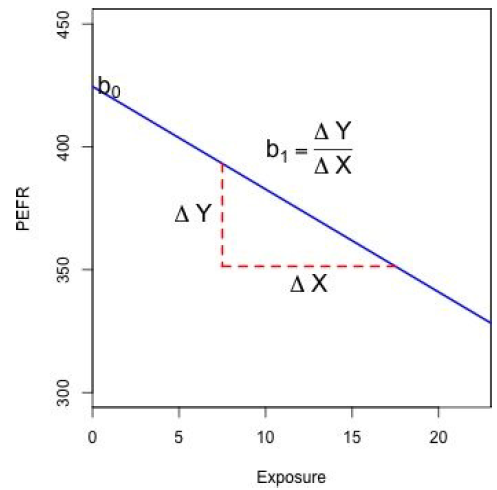 450
400
350
300
PEFR
b0
b1 = ΔY/ΔX
ΔY
ΔX
0 5 10 15 20
Exposure